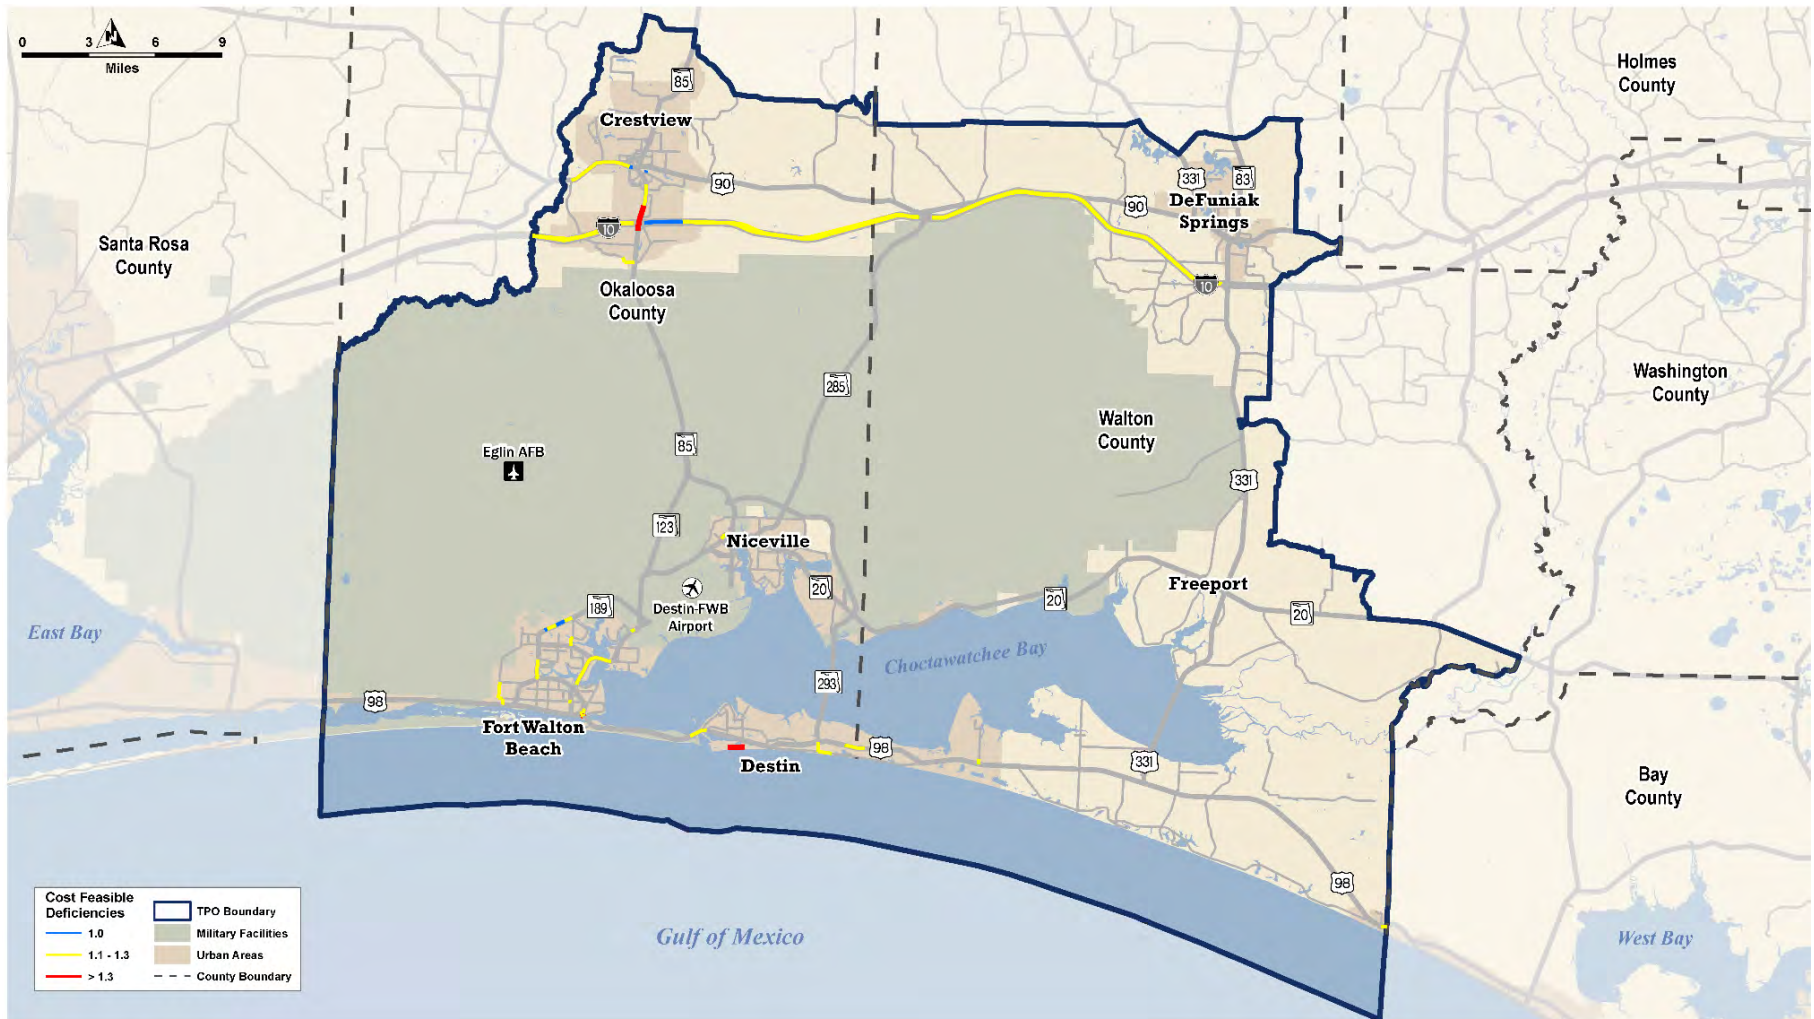 N
0 3 6 9
Miles
85
Crestview
90
10
Santa Rosa
County
Okaloosa
County
Holmes
County
331
83
90
DeFuniak
Springs
10
Washington
County
285
Walton
County
85
Eglin AFB
331
123
Niceville
Freeport
189
Destin-FWB
Airport
20
20
20
East Bay
Choctawatchee Bay
293
98
Fort Walton
Beach
98
Destin
331
Bay
County
98
Gulf of Mexico
West Bay
Cost Feasible
Deficiencies
1.0
1.1 - 1.3
> 1.3
TPO Boundary
Military Facilities
Urban Areas
County Boundary